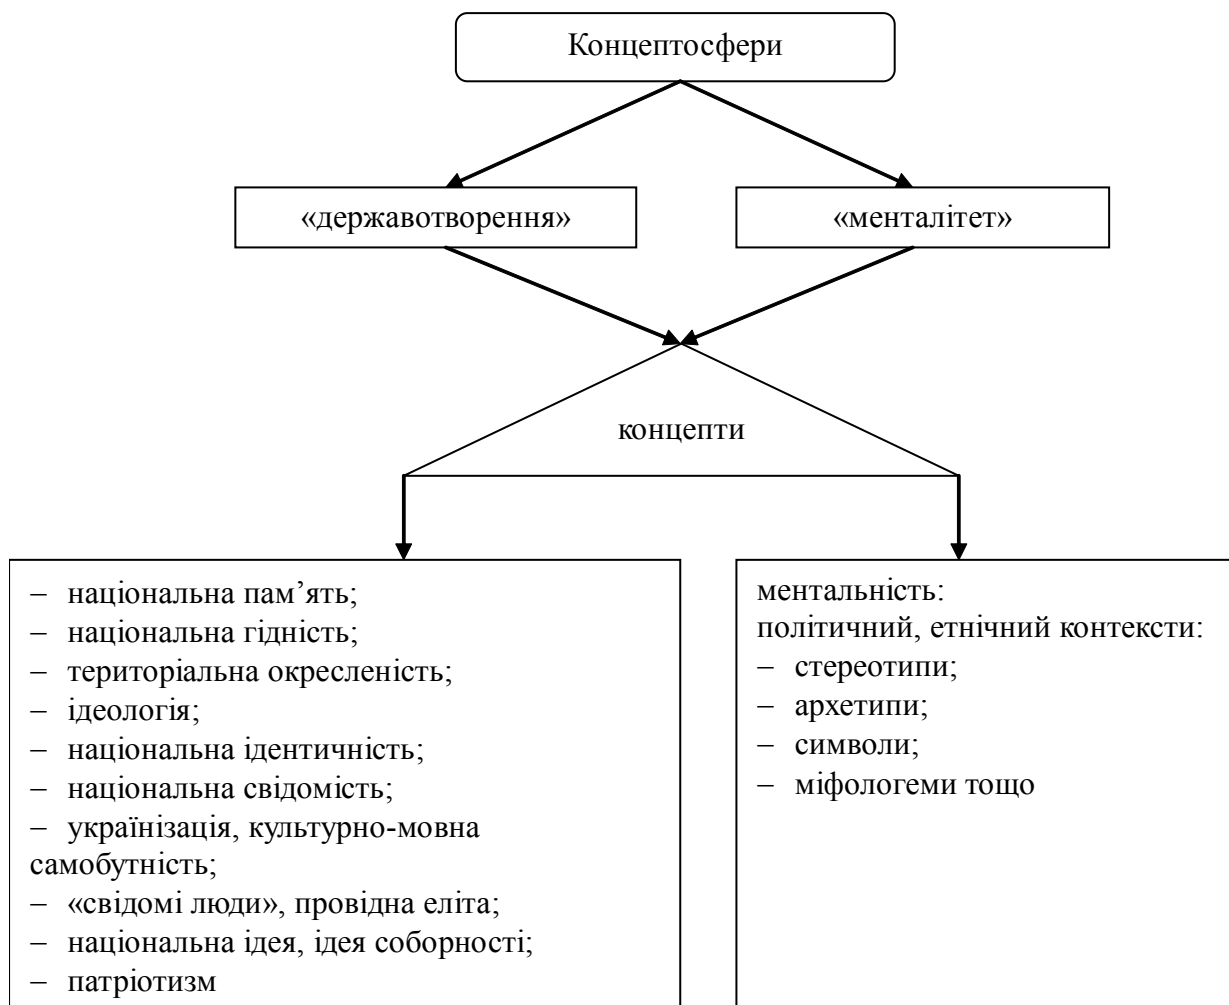 Концептосфери
«державотворення»
«менталітет»
концепти
– національна пам’ять;
– національна гідність;
– територіальна окресленість;
– ідеологія;
– національна ідентичність;
– національна свідомість;
– українізація, культурно-мовна
самобутність;
– «свідомі люди», провідна еліта;
– національна ідея, ідея соборності;
– патріотизм
ментальність:
політичний, етнічний контексти:
– стереотипи;
– архетипи;
– символи;
– міфологеми тощо